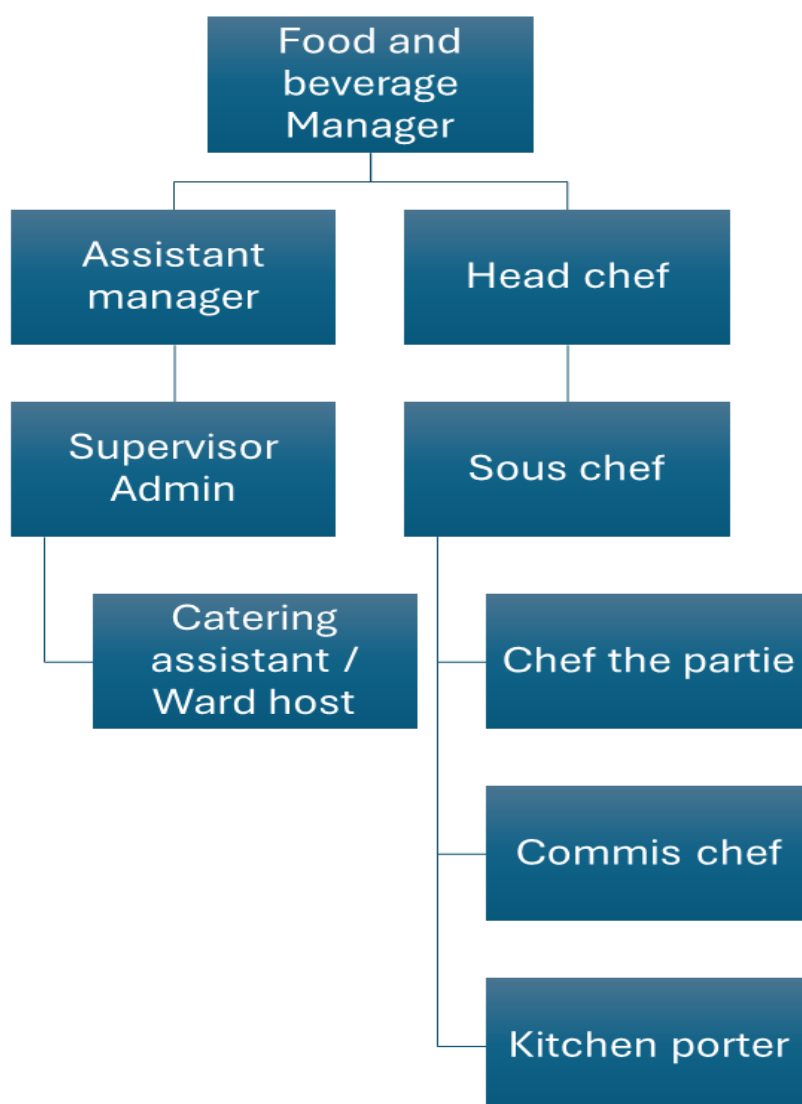 Food and
beverage
Manager
Assistant
manager
Head chef
Supervisor
Admin
Sous chef
Catering
assistant /
Ward host
Chef the partie
Commis chef
Kitchen porter